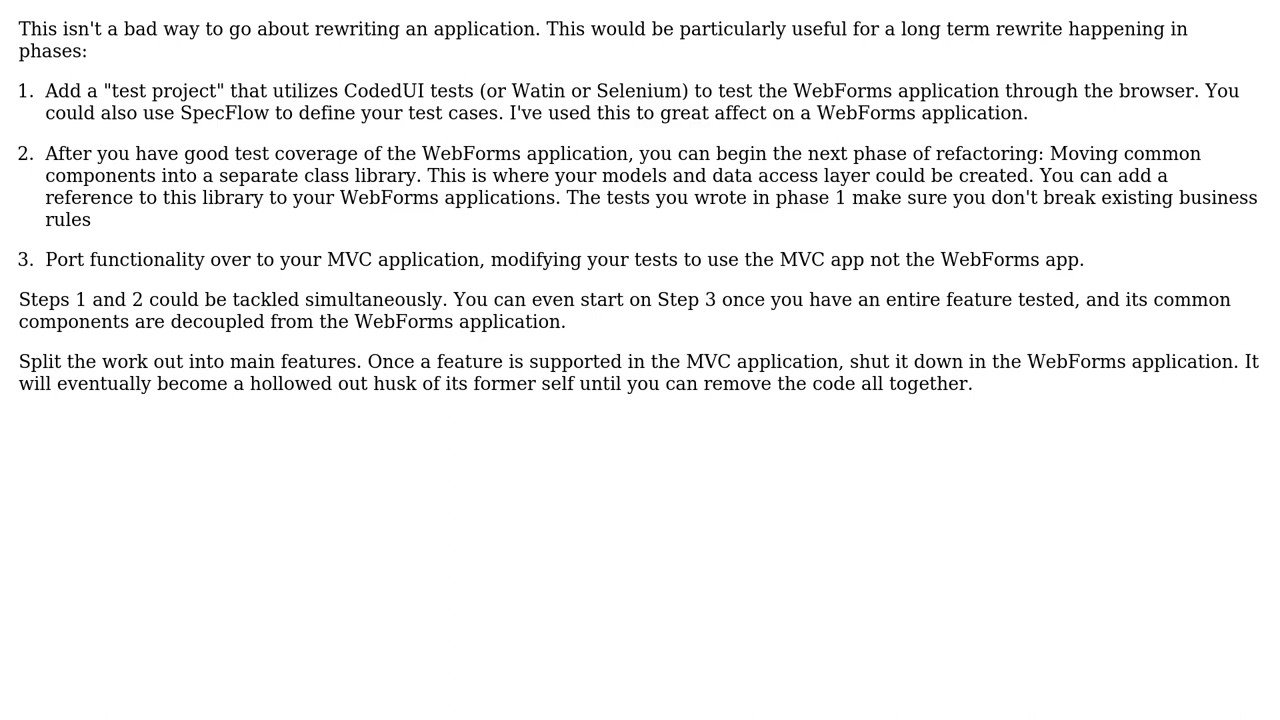 This isn't a bad way to go about rewriting an application. This would be particularly useful for a long term rewrite happening in
phases:
1. Add a "test project" that utilizes CodedUI tests (or Watin or Selenium) to test the WebForms application through the browser. You
could also use SpecFlow to define your test cases. I've used this to great affect on a WebForms application.
2. After you have good test coverage of the WebForms application, you can begin the next phase of refactoring: Moving common
components into a separate class library. This is where your models and data access layer could be created. You can add a
reference to this library to your WebForms applications. The tests you wrote in phase 1 make sure you don't break existing business
rules
3. Port functionality over to your MVC application, modifying your tests to use the MVC app not the WebForms app.
Steps 1 and 2 could be tackled simultaneously. You can even start on Step 3 once you have an entire feature tested, and its common
components are decoupled from the WebForms application.
Split the work out into main features. Once a feature is supported in the MVC application, shut it down in the WebForms application. It
will eventually become a hollowed out husk of its former self until you can remove the code all together.